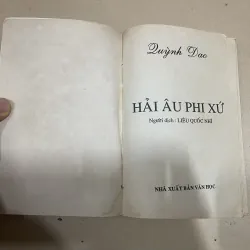 Quỳnh Dao
HẢI ÂU PHI XỨ
Người dịch : LIÊU QUỐC NHĨ
NHÀ XUẤT BẢN VĂN HỌC